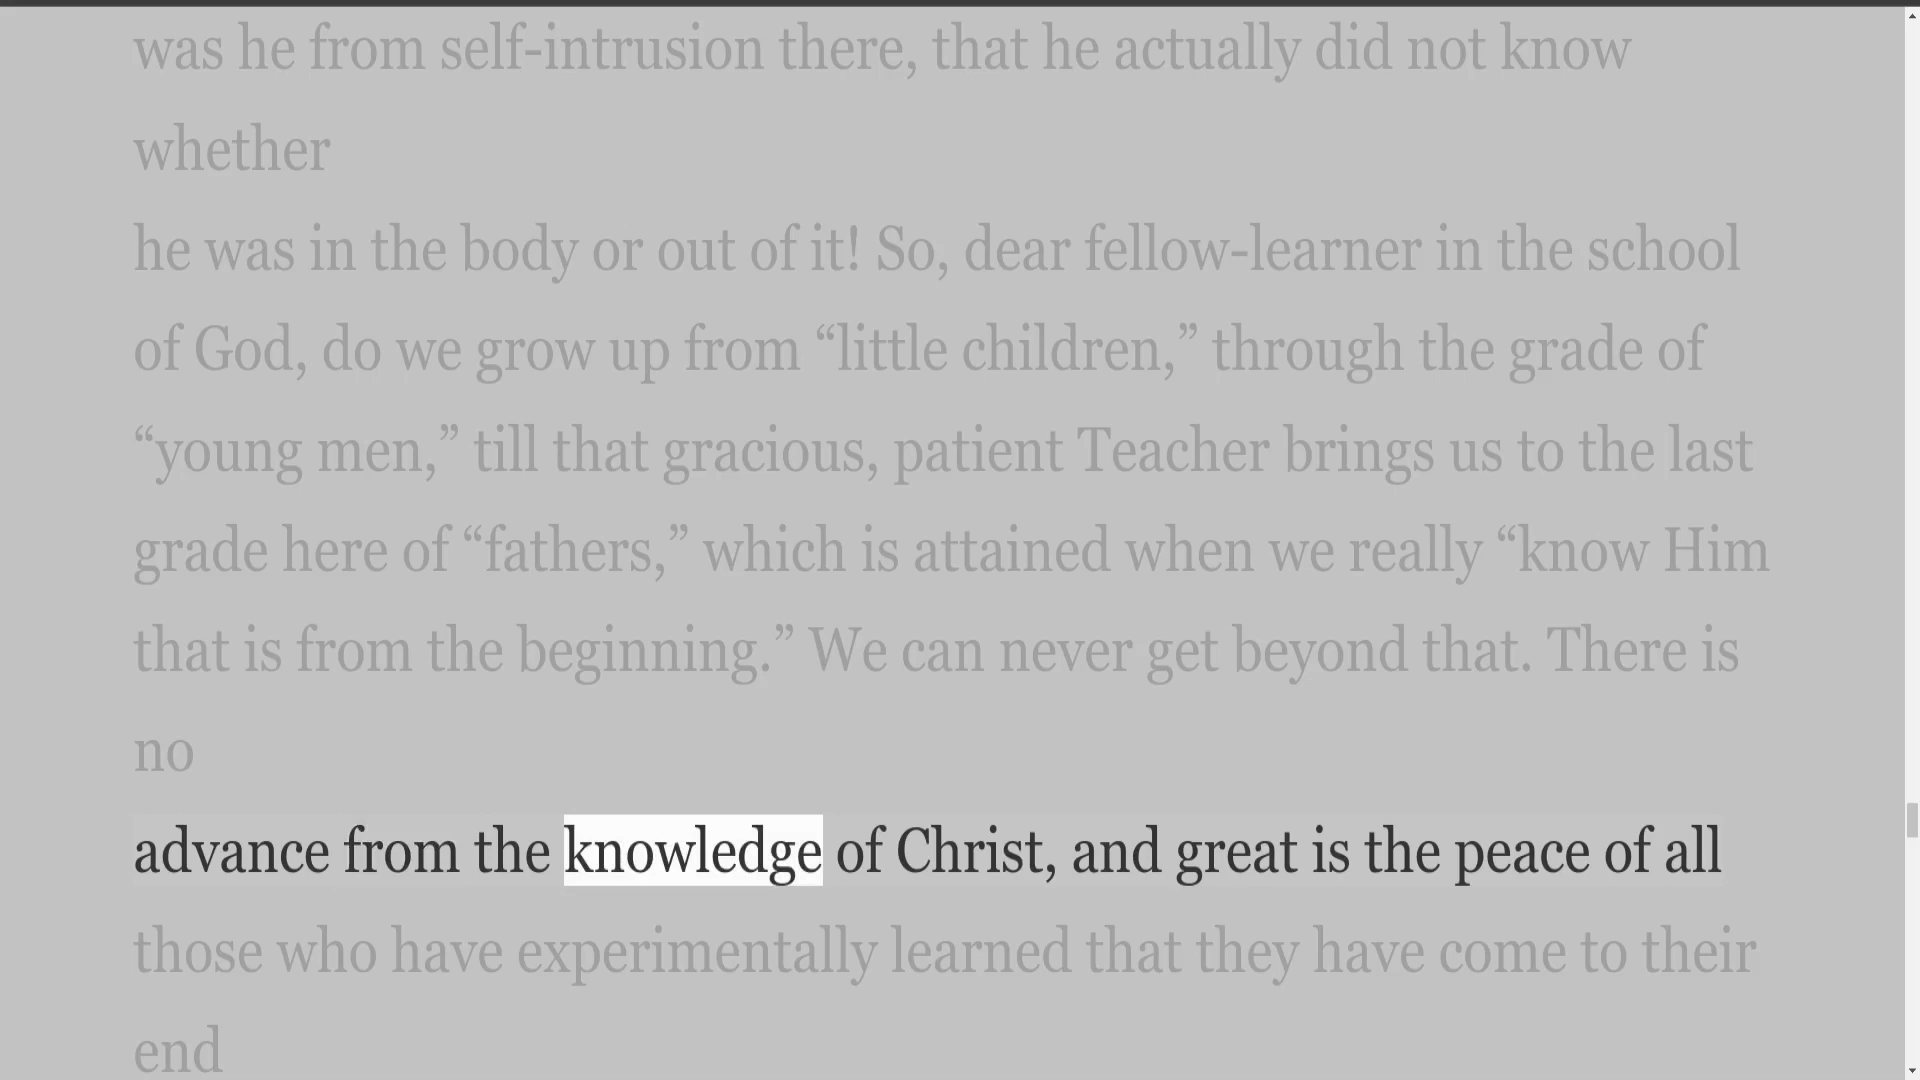 was he from self-intrusion there, that he actually did not know
whether
he was in the body or out of it! So, dear fellow-learner in the school
of God, do we grow up from “little children,” through the grade of
“young men,” till that gracious, patient Teacher brings us to the last
grade here of “fathers,” which is attained when we really “know Him
that is from the beginning.” We can never get beyond that. There is
no
advance from the knowledge of Christ, and great is the peace of all
those who have experimentally learned that they have come to their
end